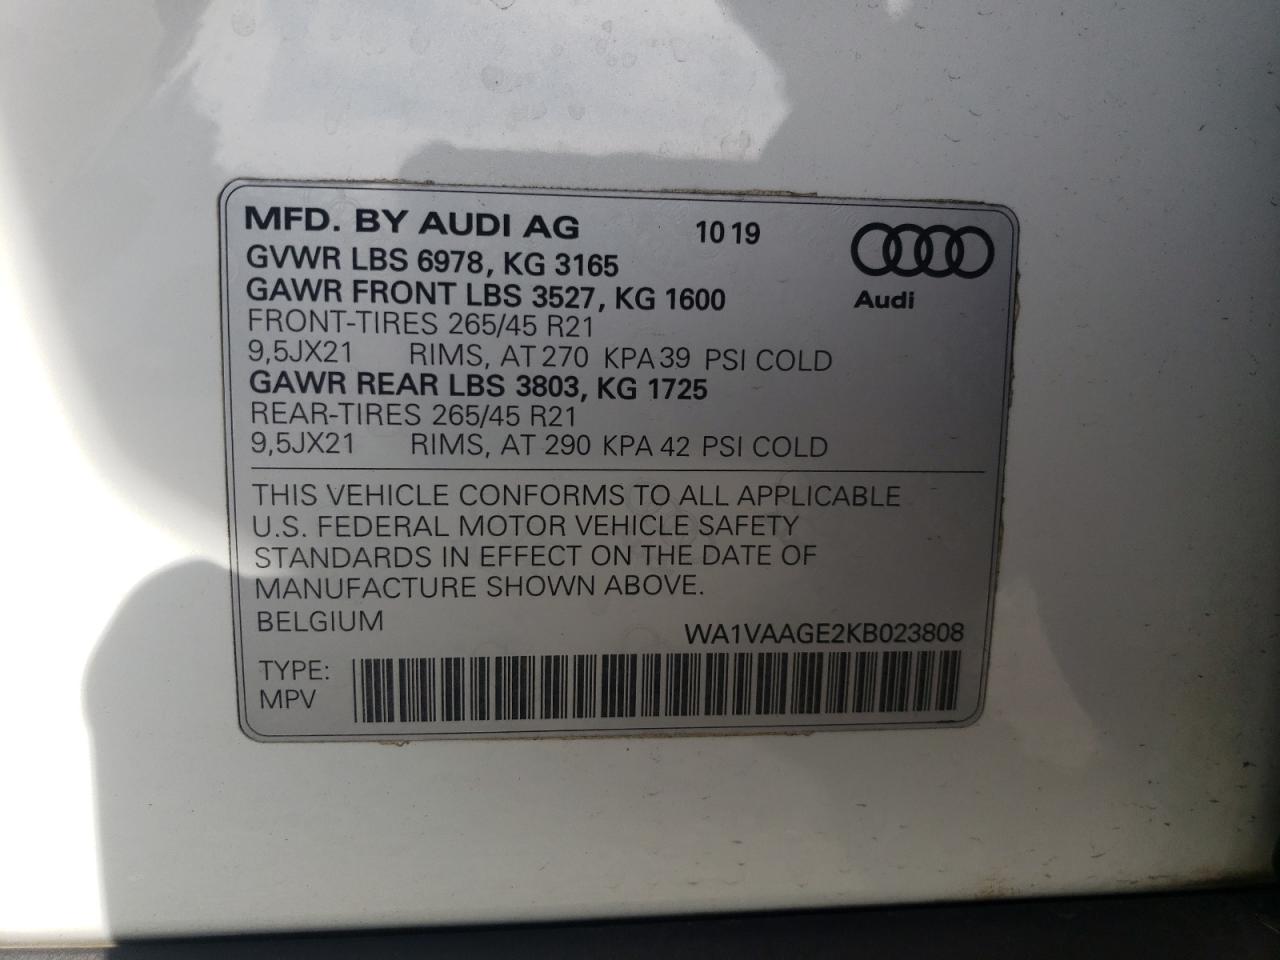 MFD. BY AUDI AG 10 19
GVWR LBS 6978, KG 3165
GAWR FRONT LBS 3527, KG 1600
Audi
FRONT-TIRES 265/45 R21
9,5JX21 RIMS, AT 270 KPA 39 PSI COLD
GAWR REAR LBS 3803, KG 1725
REAR-TIRES 265/45 R21
9,5JX21 RIMS, AT 290 KPA 42 PSI COLD
THIS VEHICLE CONFORMS TO ALL APPLICABLE
U.S. FEDERAL MOTOR VEHICLE SAFETY
STANDARDS IN EFFECT ON THE DATE OF
MANUFACTURE SHOWN ABOVE.
BELGIUM
WA1VAAGE2KB023808
TYPE:
MPV